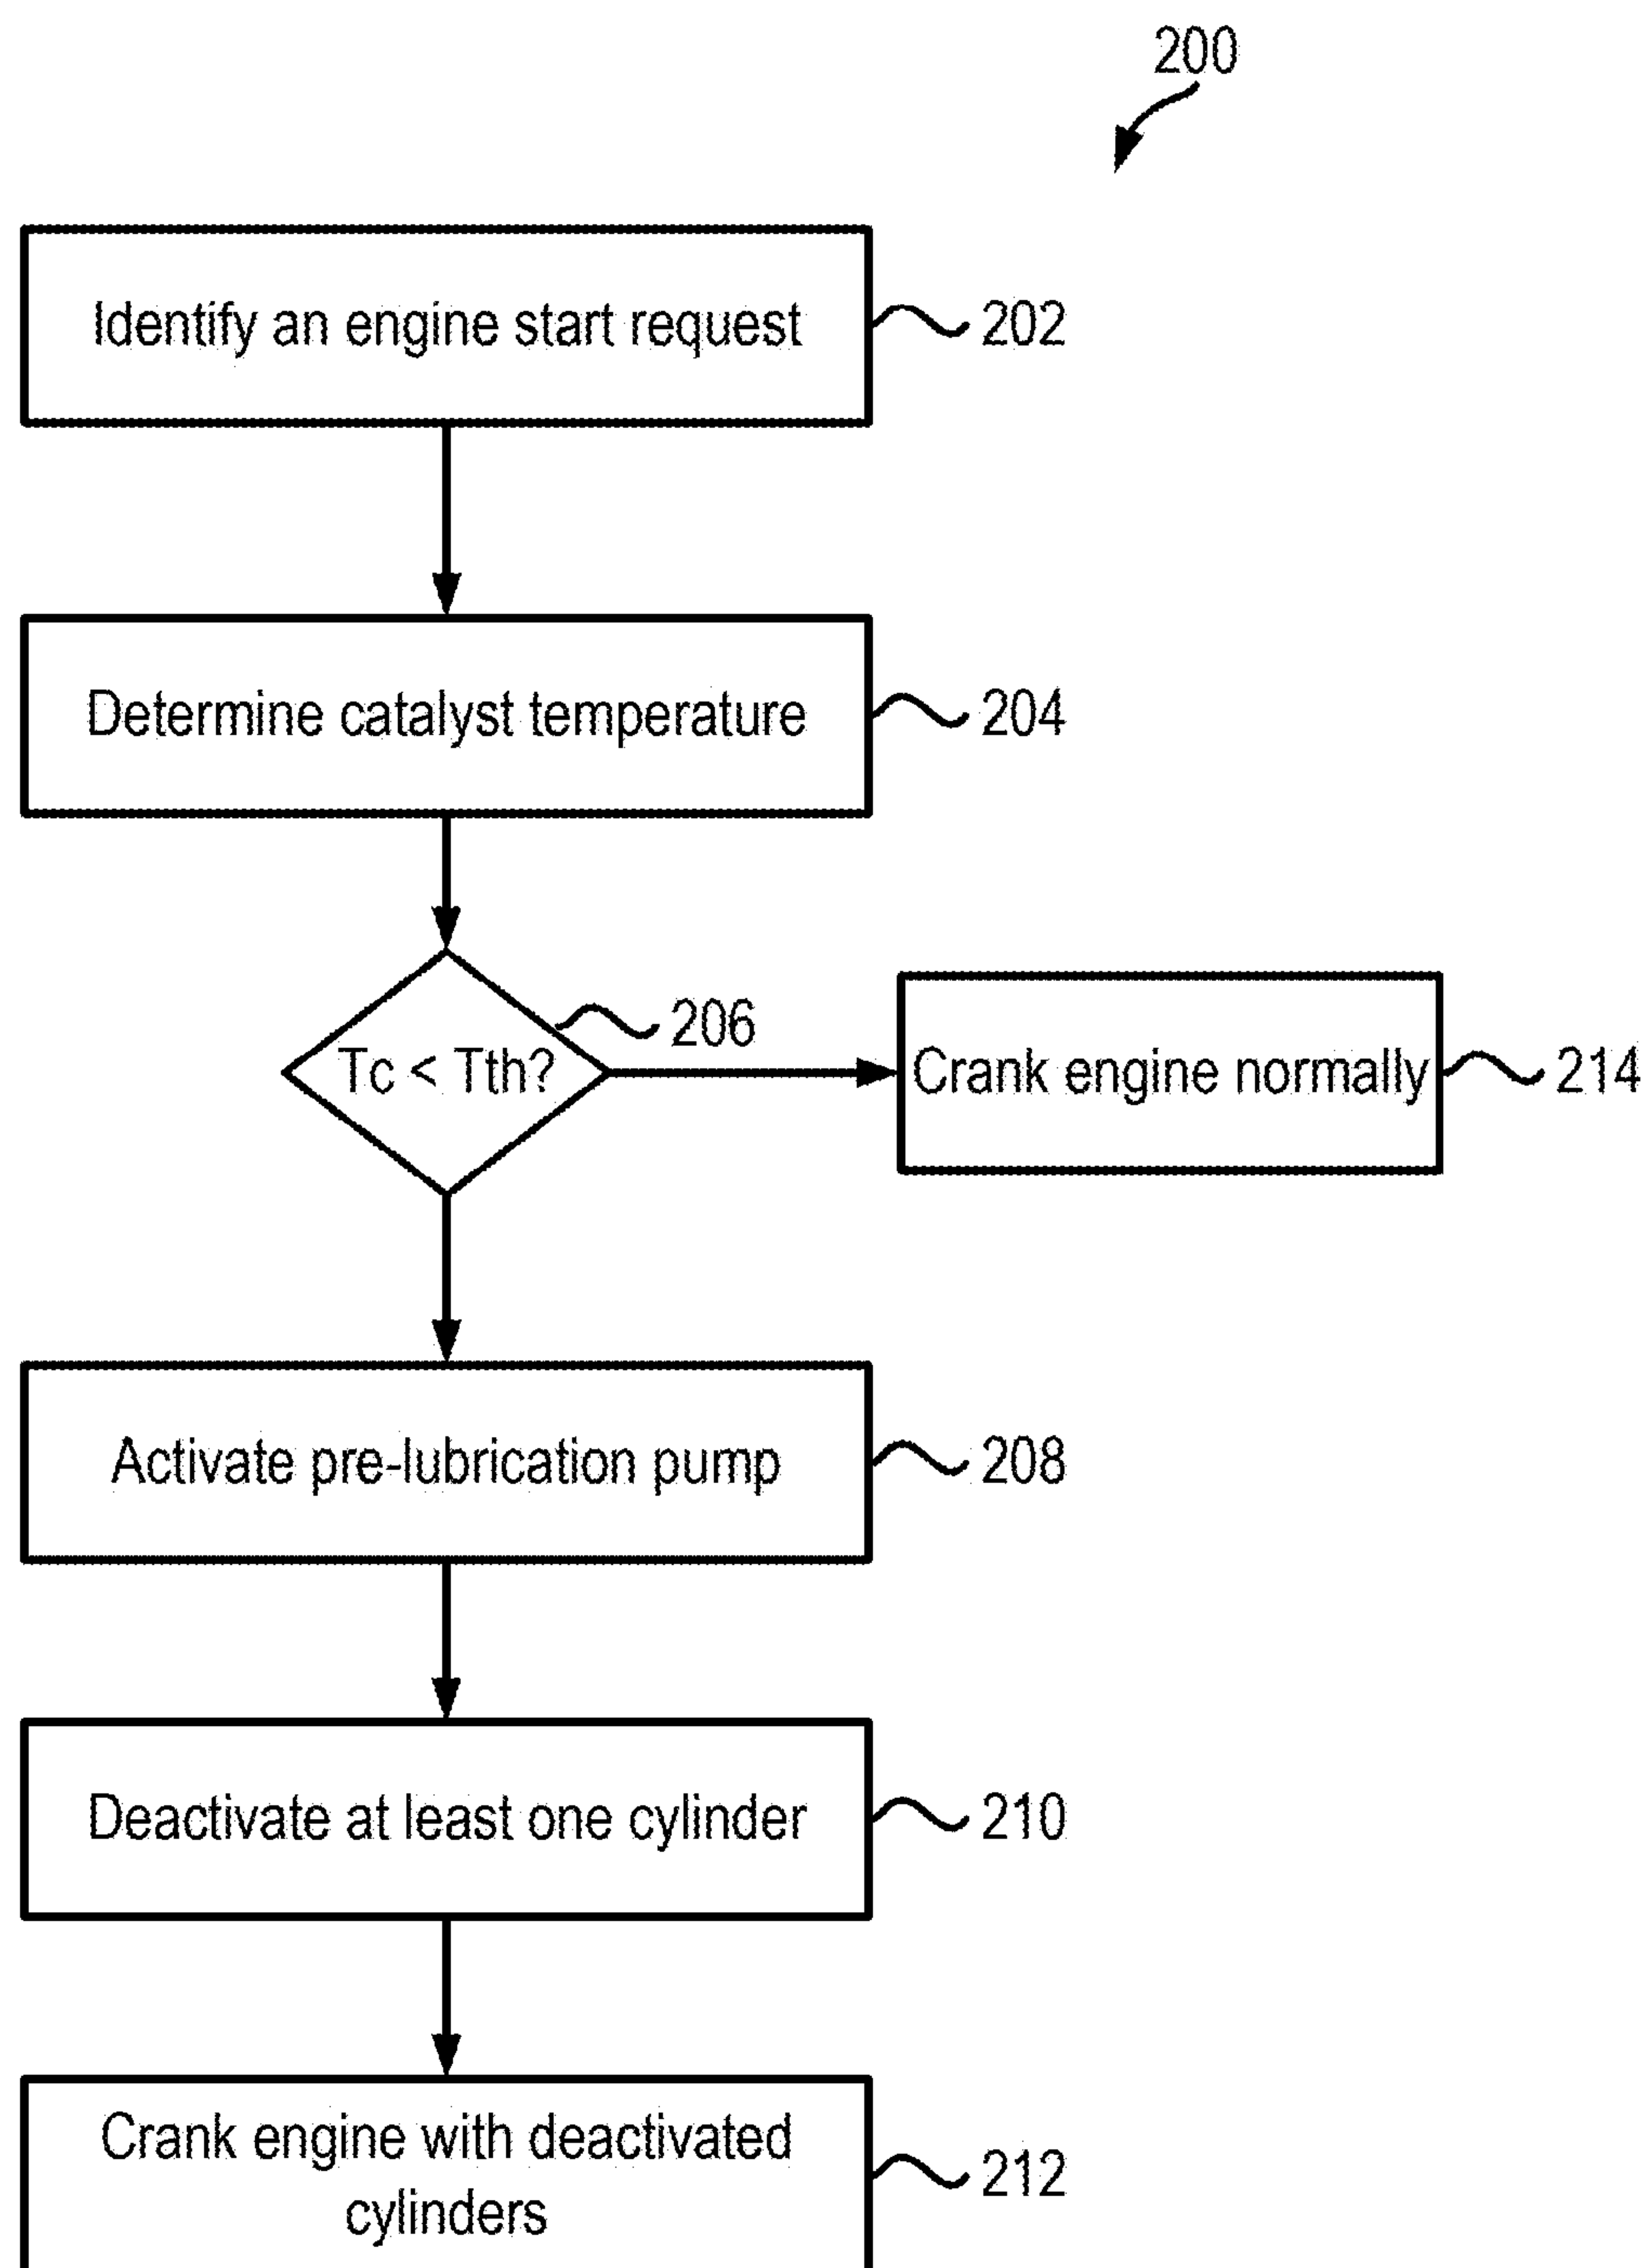 200
Identify an engine start request
202
Determine catalyst temperature
204
206
Tc < Tth?
Crank engine normally
214
Activate pre-lubrication pump
208
Deactivate at least one cylinder
210
Crank engine with deactivated
cylinders
212